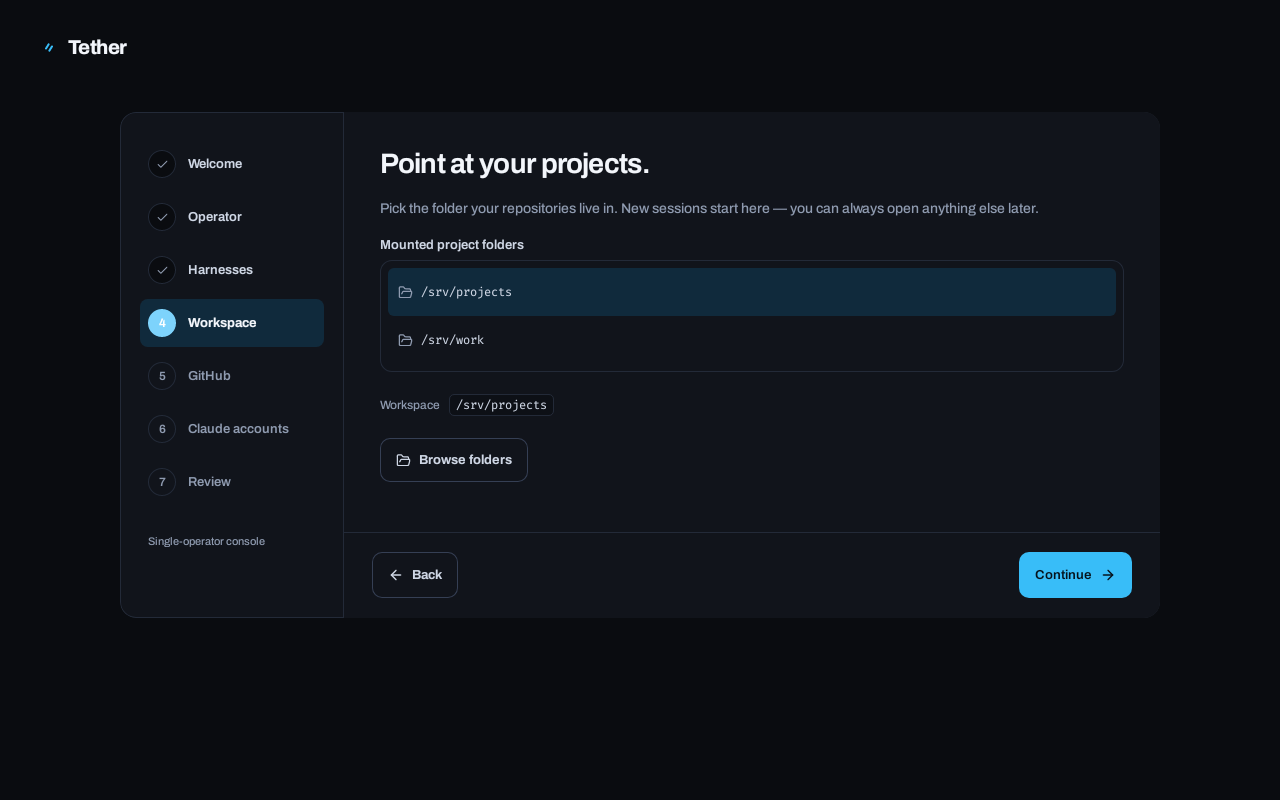 Tether
Welcome
Operator
Harnesses
4 Workspace
5 GitHub
6 Claude accounts
7 Review
Single-operator console
Point at your projects.
Pick the folder your repositories live in. New sessions start here — you can always open anything else later.
Mounted project folders
/srv/projects
/srv/work
Workspace /srv/projects
Browse folders
Back
Continue